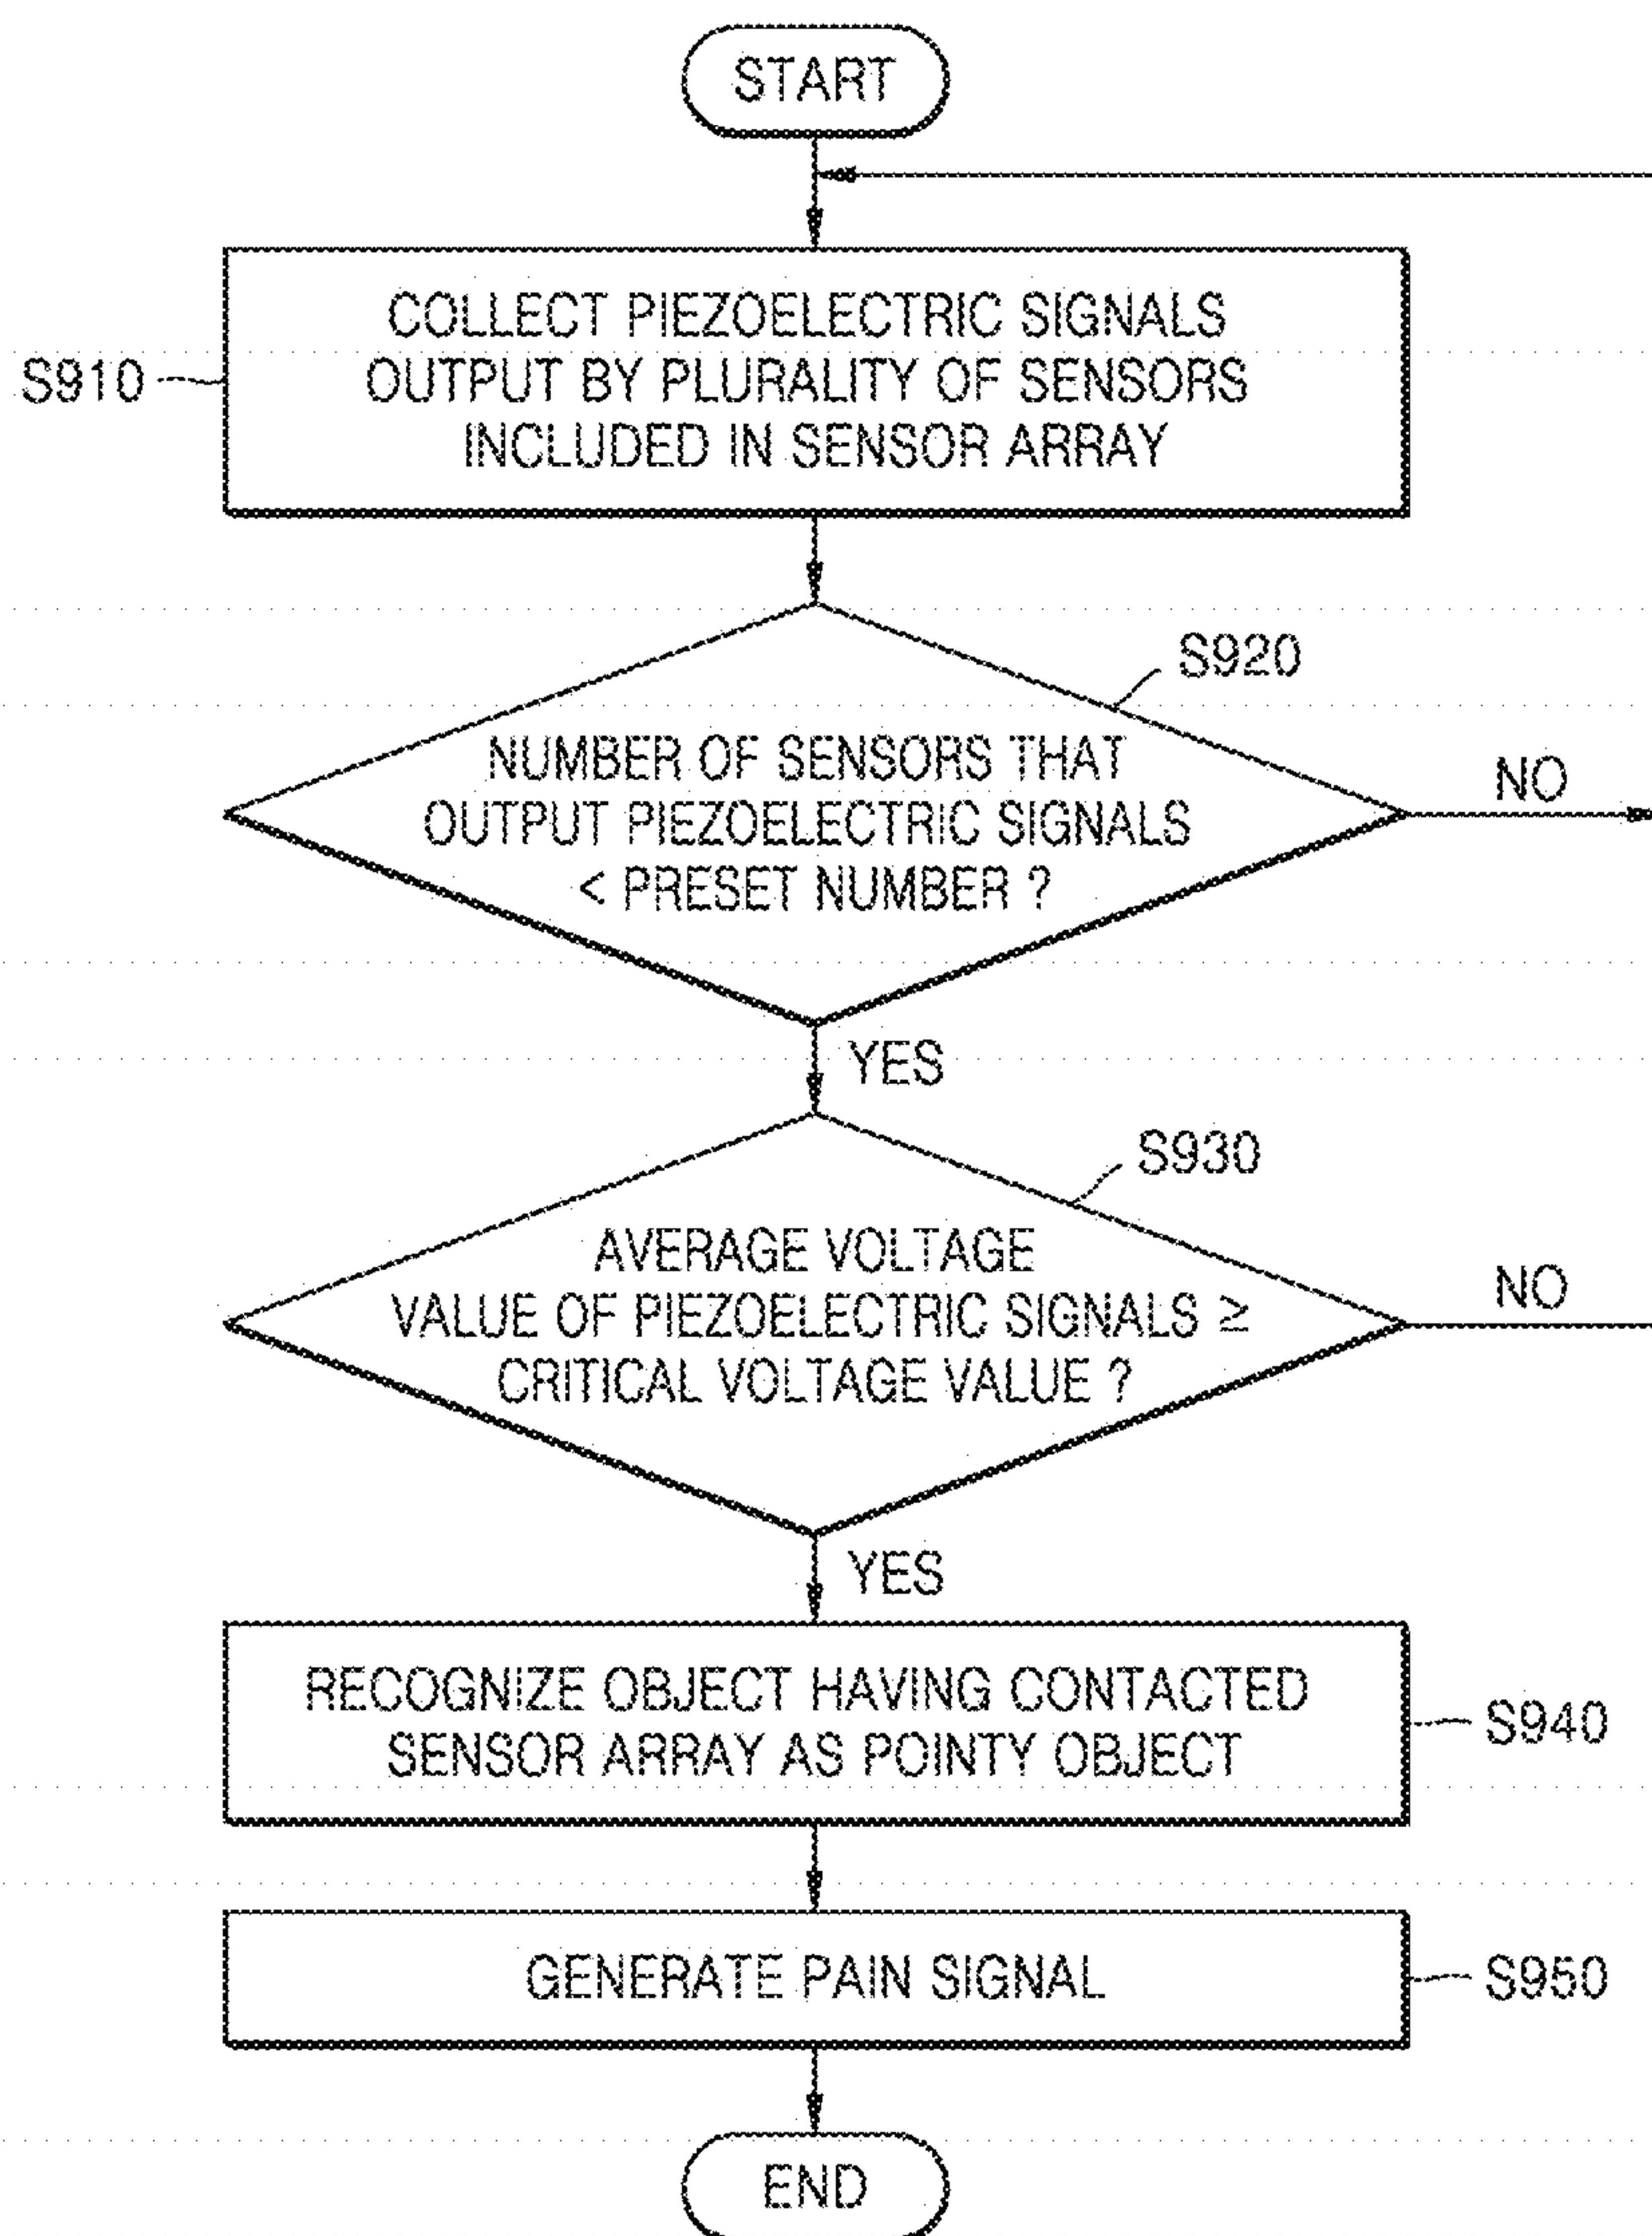 START
COLLECT PIEZOELECTRIC SIGNALS
OUTPUT BY PLURALITY OF SENSORS
INCLUDED IN SENSOR ARRAY
S910
S920
NUMBER OF SENSORS THAT
OUTPUT PIEZOELECTRIC SIGNALS
< PRESET NUMBER ?
NO
YES
S930
AVERAGE VOLTAGE
VALUE OF PIEZOELECTRIC SIGNALS ≥
CRITICAL VOLTAGE VALUE ?
NO
YES
RECOGNIZE OBJECT HAVING CONTACTED
SENSOR ARRAY AS POINTY OBJECT
S940
GENERATE PAIN SIGNAL
S950
END